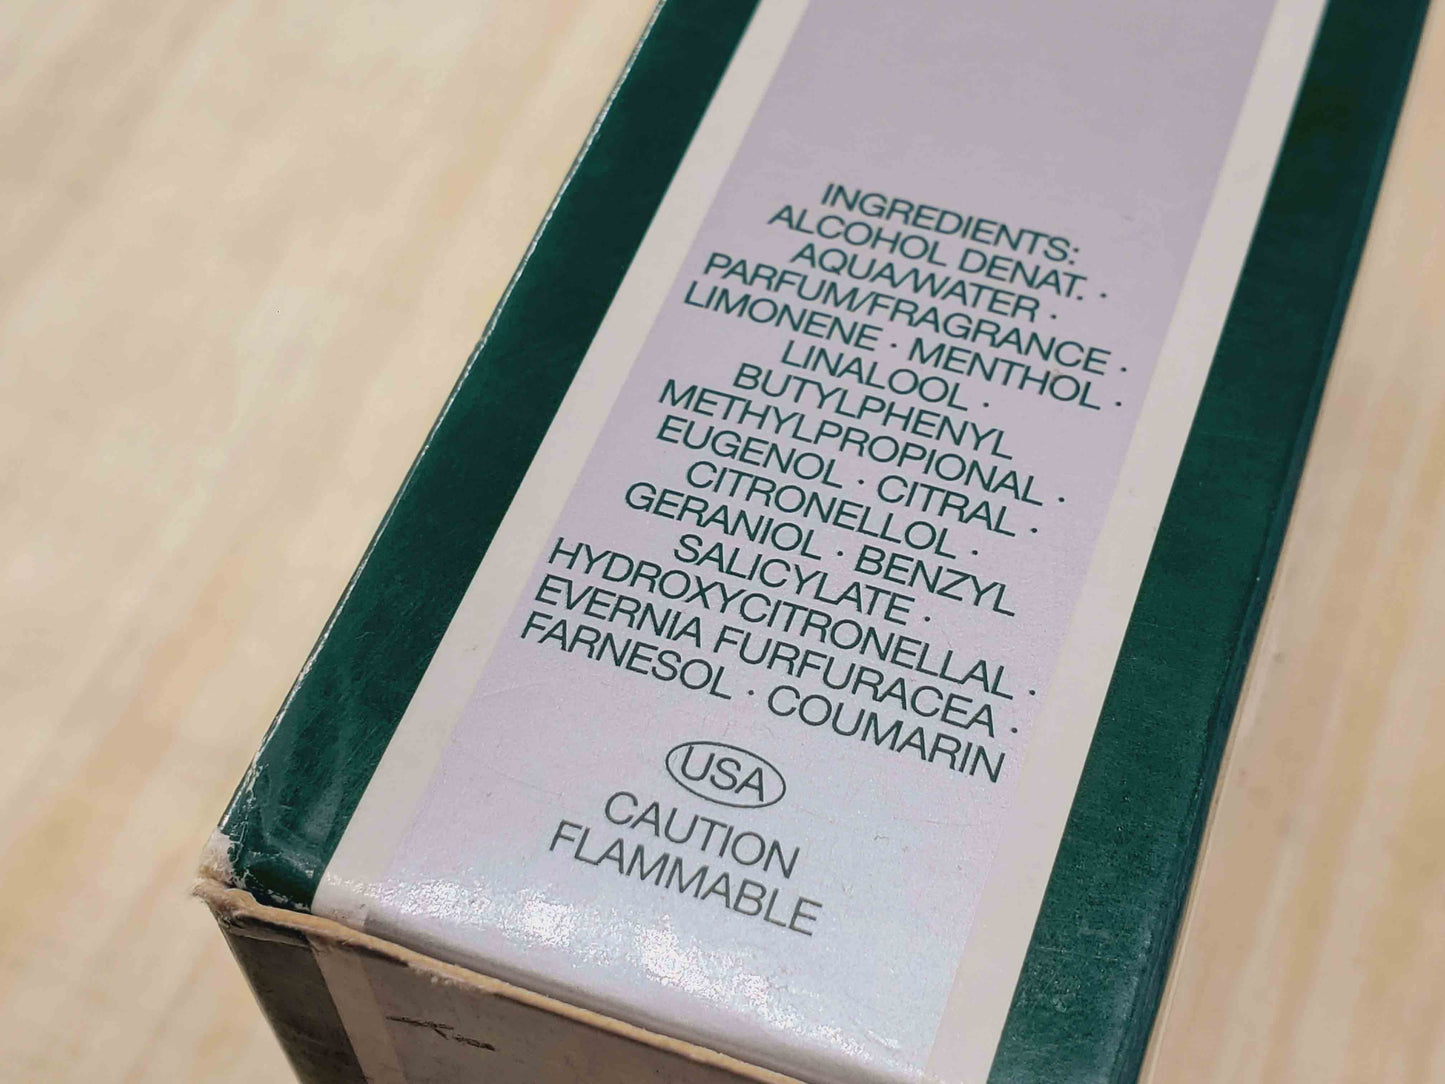 INGREDIENTS:
ALCOHOL DENAT. ·
AQUA/WATER ·
PARFUM/FRAGRANCE ·
LIMONENE · MENTHOL ·
LINALOOL ·
BUTYLPHENYL
METHYLPROPIONAL ·
EUGENOL · CITRAL ·
CITRONELLOL ·
GERANIOL · BENZYL
SALICYLATE ·
HYDROXYCITRONELLAL ·
EVERNIA FURFURACEA ·
FARNESOL · COUMARIN
USA
CAUTION
FLAMMABLE